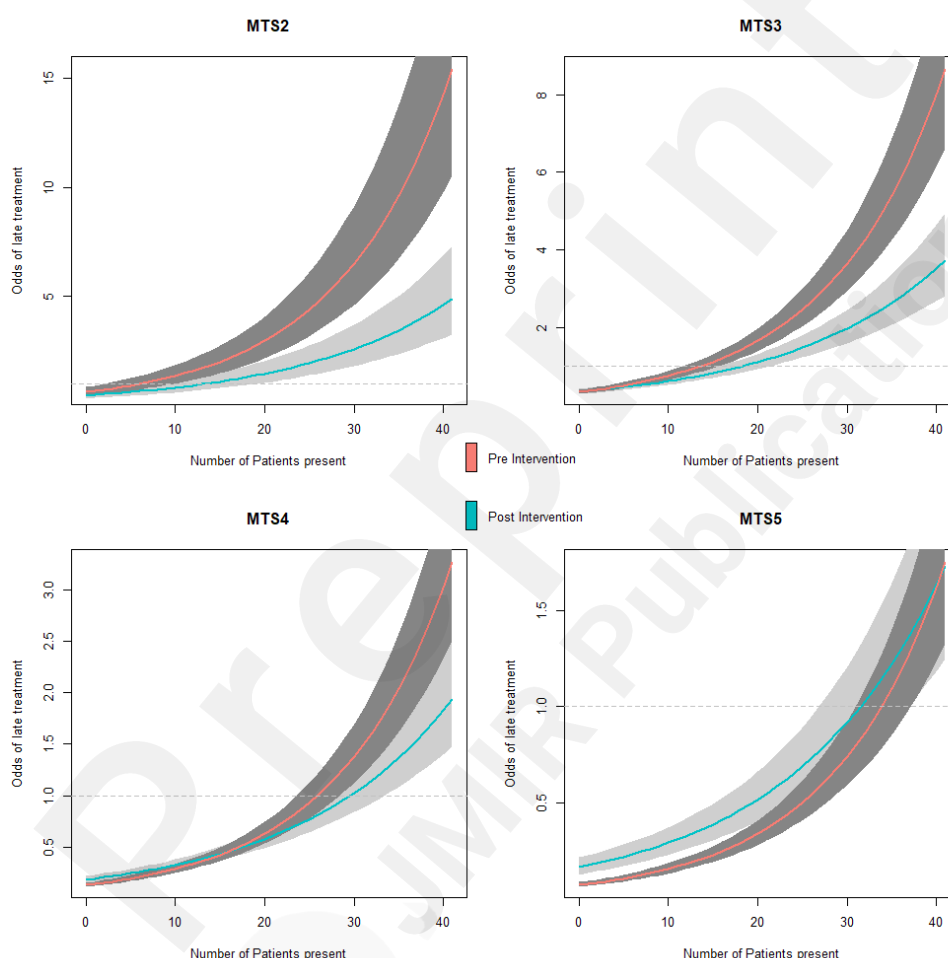 MTS2
MTS3
Odds of late treatment
15
10
5
0 10 20 30 40
Number of Patients present
Odds of late treatment
8
6
4
2
0 10 20 30 40
Number of Patients present
Pre Intervention
Post Intervention
MTS4
MTS5
Odds of late treatment
3.0
2.5
2.0
1.5
1.0
0.5
0 10 20 30 40
Number of Patients present
Odds of late treatment
1.5
1.0
0.5
0 10 20 30 40
Number of Patients present
Preprint
JMIR Publication